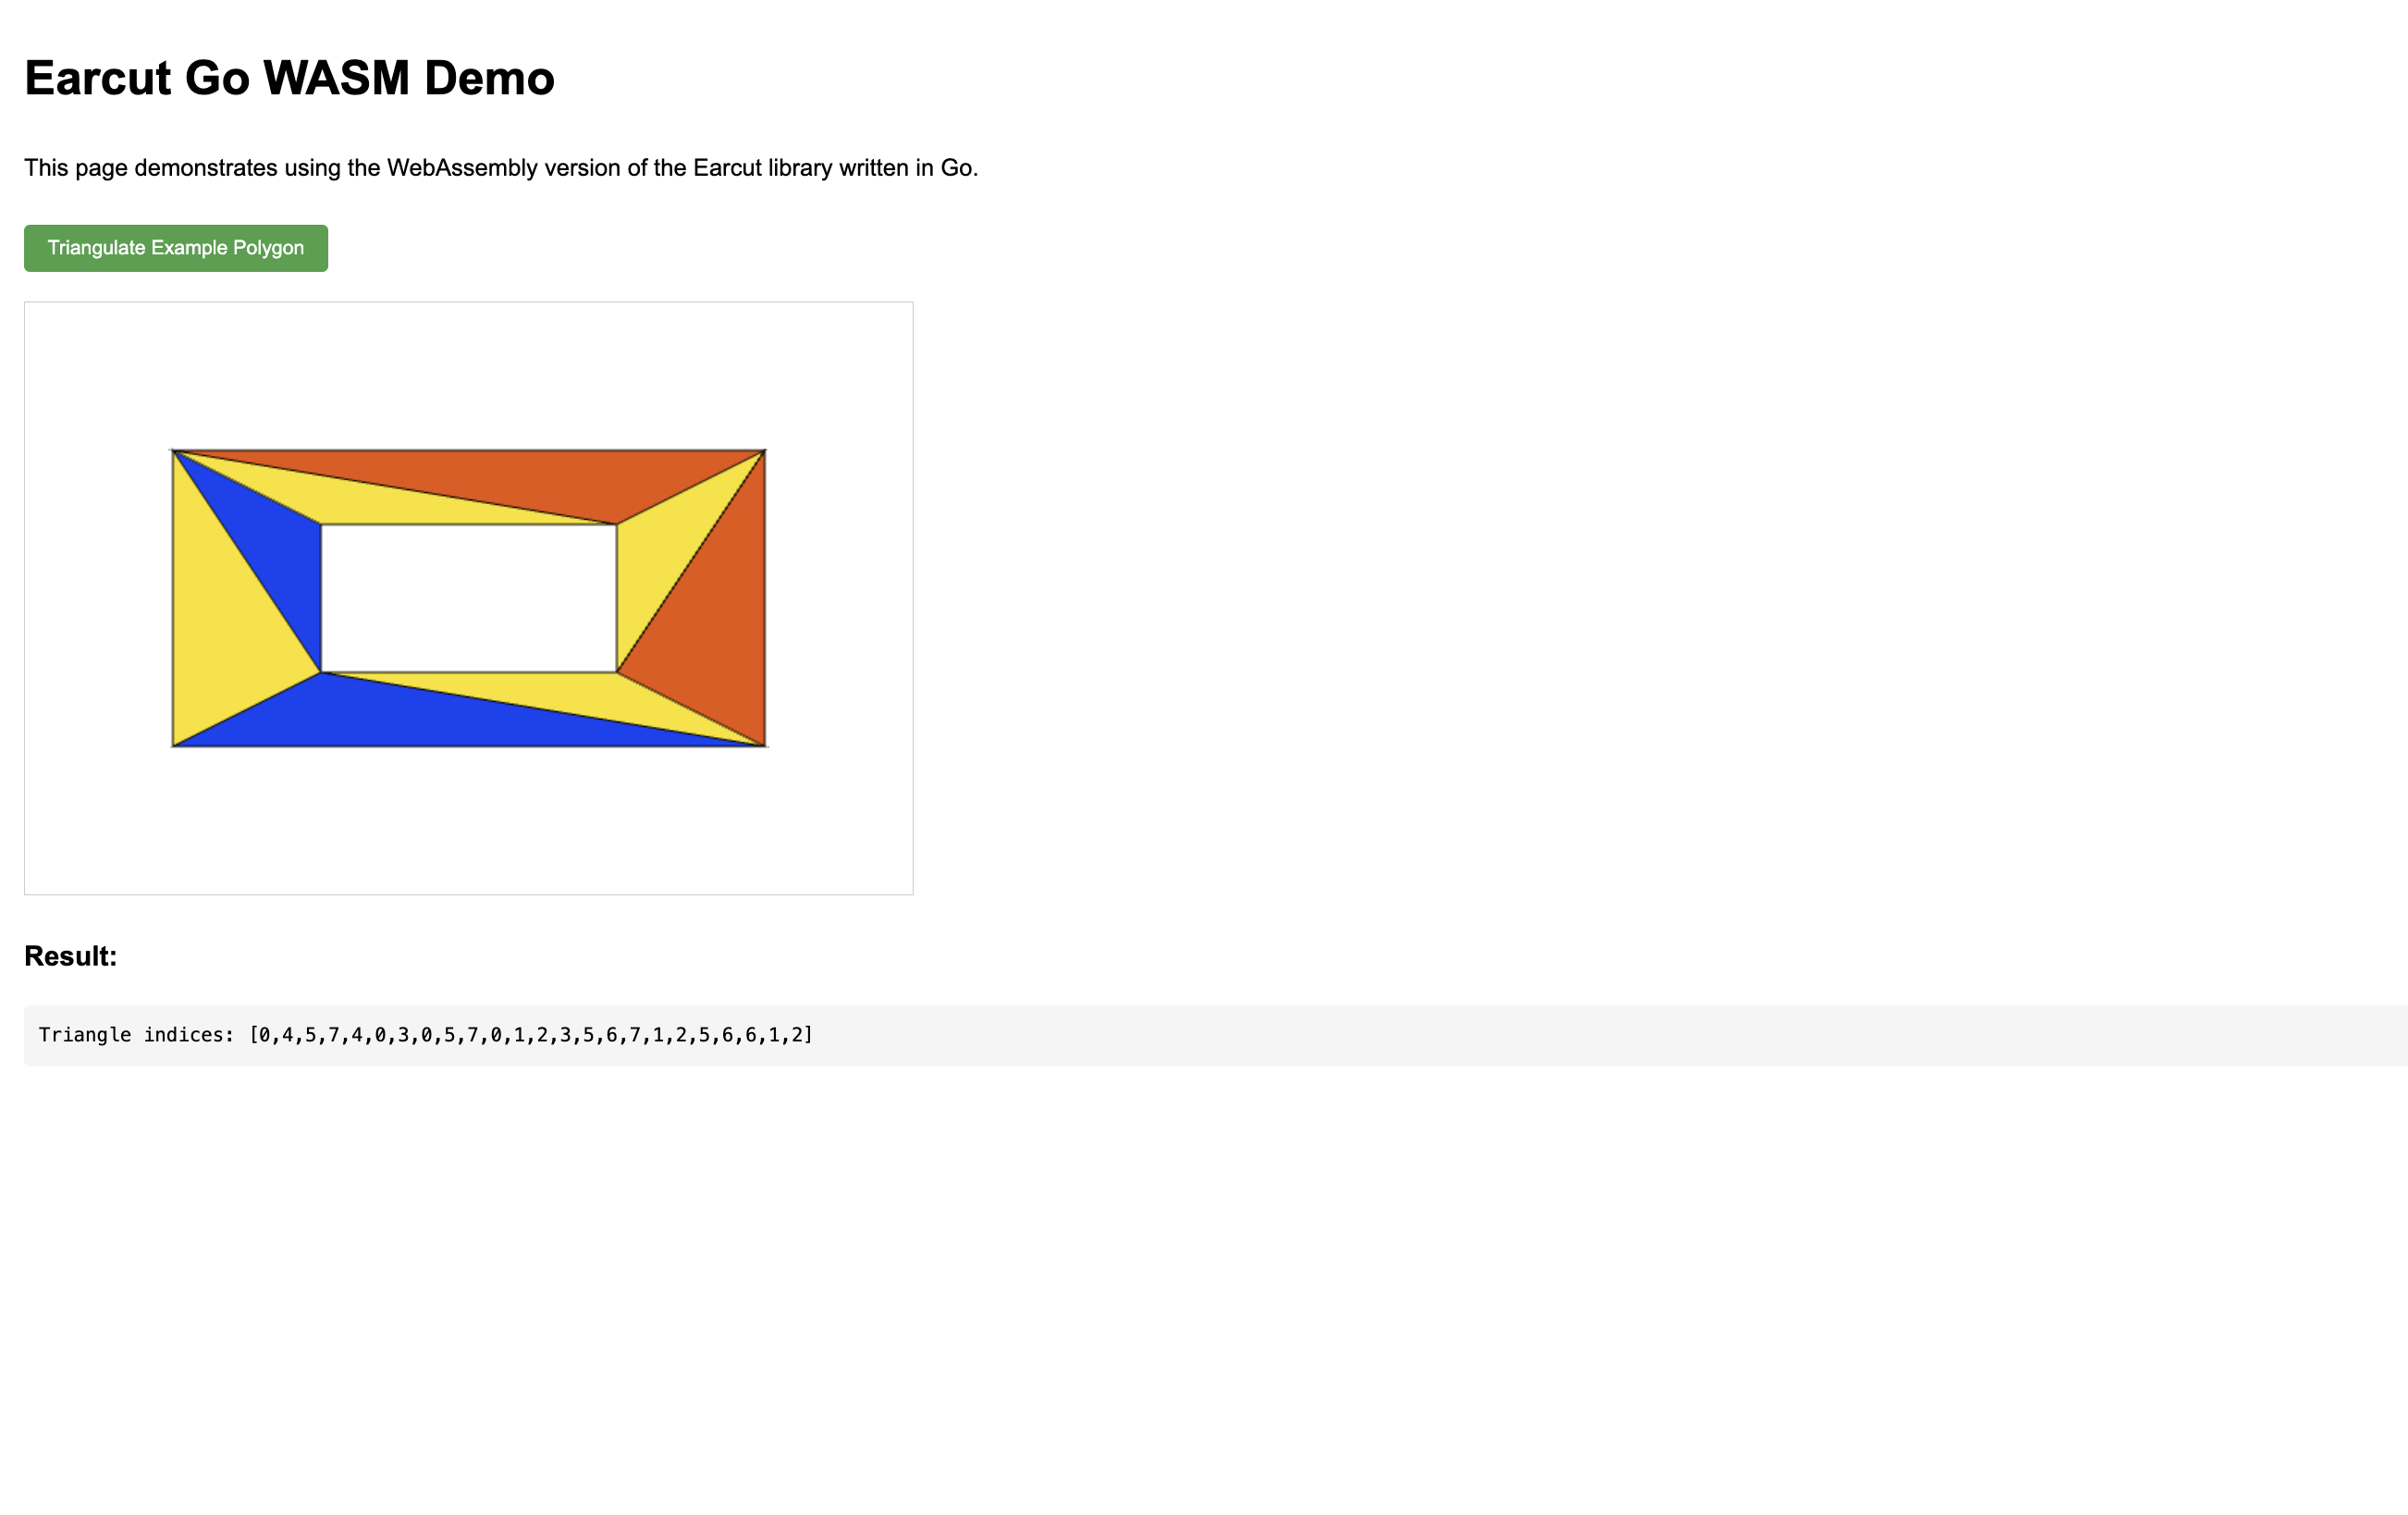 Earcut Go WASM Demo
This page demonstrates using the WebAssembly version of the Earcut library written in Go.
Triangulate Example Polygon
Result:
Triangle indices: [0,4,5,7,4,0,3,0,5,7,0,1,2,3,5,6,7,1,2,5,6,6,1,2]